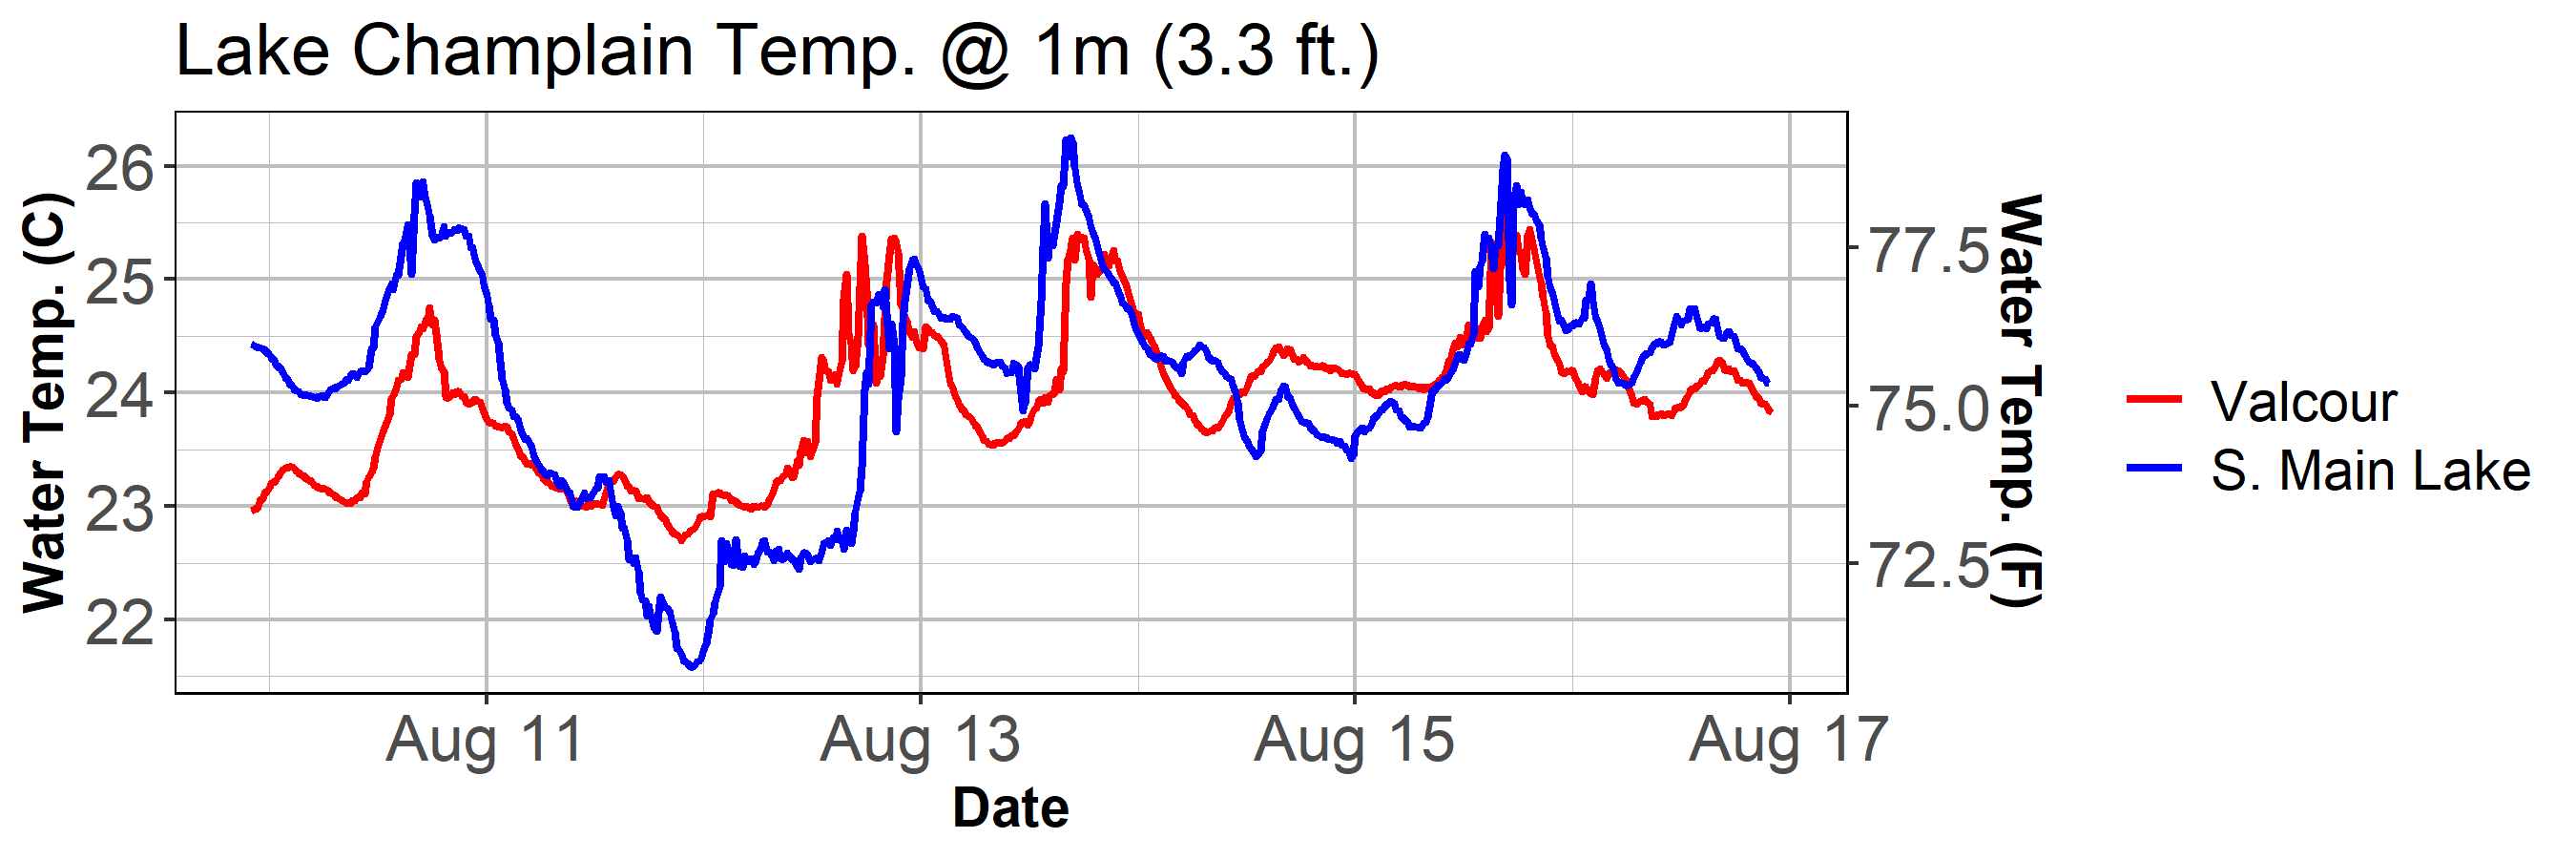 Lake Champlain Temp. @ 1m (3.3 ft.)
Water Temp. (C)
26
25
24
23
22
77.5
75.0
72.5
Water Temp. (F)
Aug 11
Aug 13
Aug 15
Aug 17
Date
Valcour
S. Main Lake